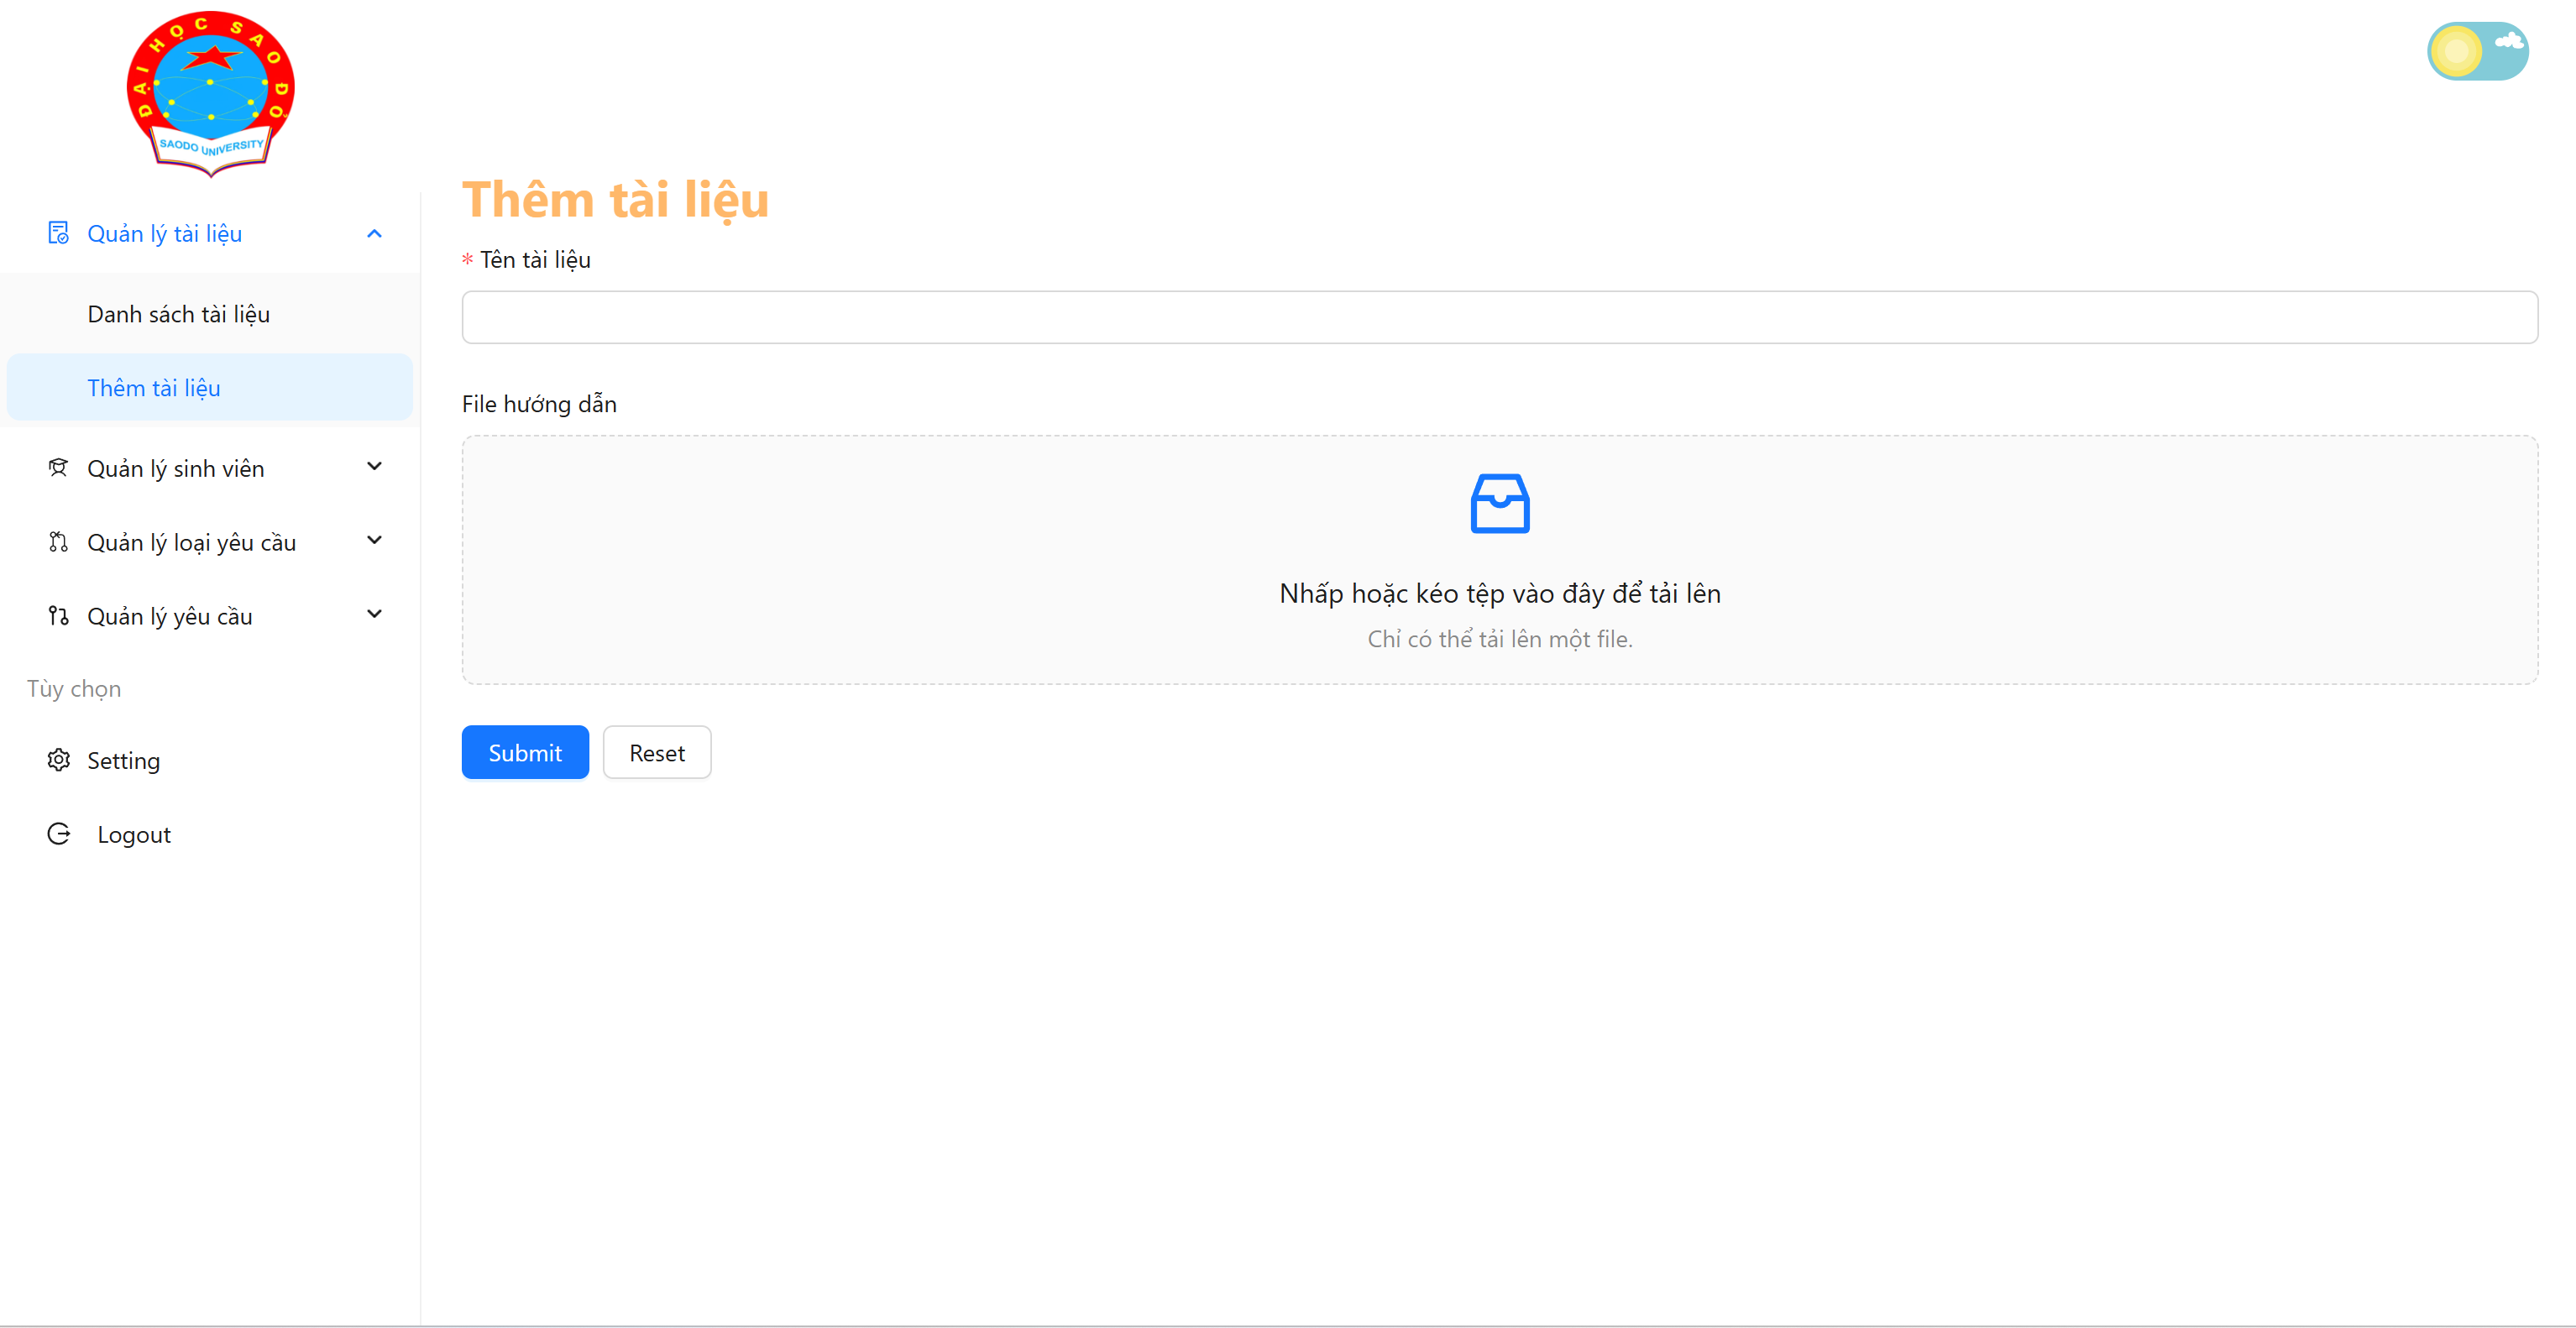 ĐẠI HỌC SAO ĐỎ
SAODO UNIVERSITY
Quản lý tài liệu
Danh sách tài liệu
Thêm tài liệu
Quản lý sinh viên
Quản lý loại yêu cầu
Quản lý yêu cầu
Tùy chọn
Setting
Logout
Thêm tài liệu
* Tên tài liệu
File hướng dẫn
Nhấp hoặc kéo tệp vào đây để tải lên
Chỉ có thể tải lên một file.
Submit
Reset